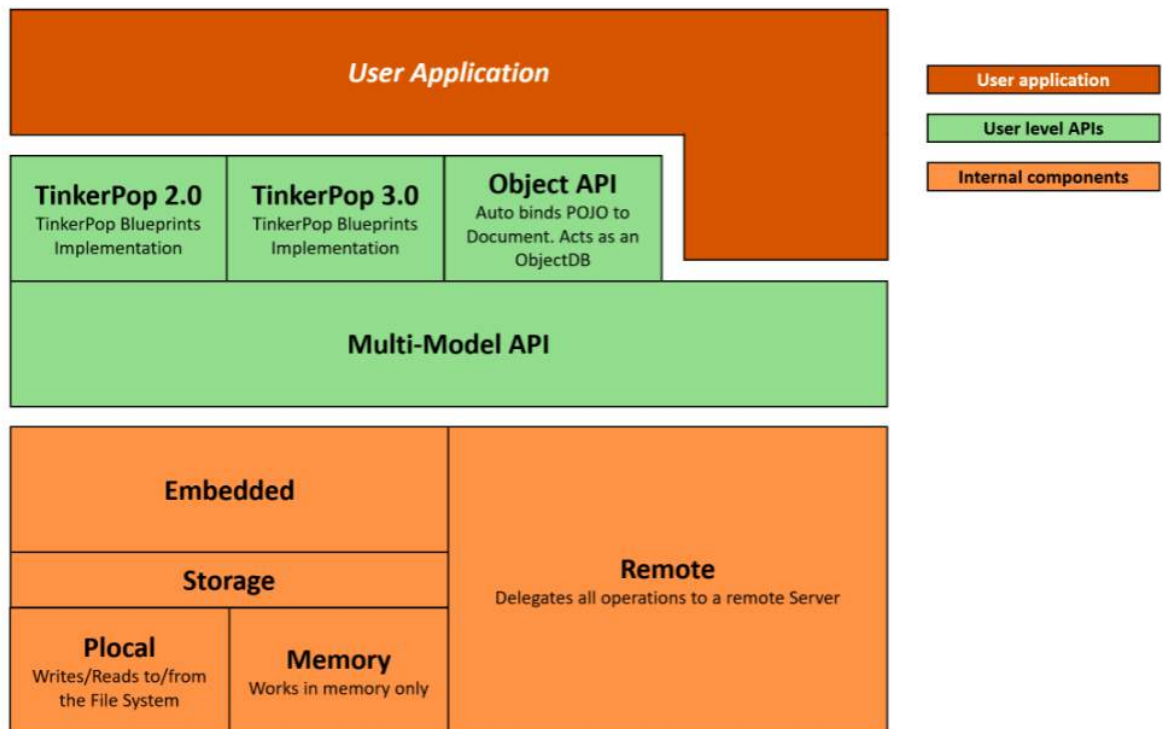 User Application
User application
User level APIs
Internal components
TinkerPop 2.0
TinkerPop Blueprints
Implementation
TinkerPop 3.0
TinkerPop Blueprints
Implementation
Object API
Auto binds POJO to
Document. Acts as an
ObjectDB
Multi-Model API
Embedded
Storage
Plocal
Writes/Reads to/from
the File System
Memory
Works in memory only
Remote
Delegates all operations to a remote Server